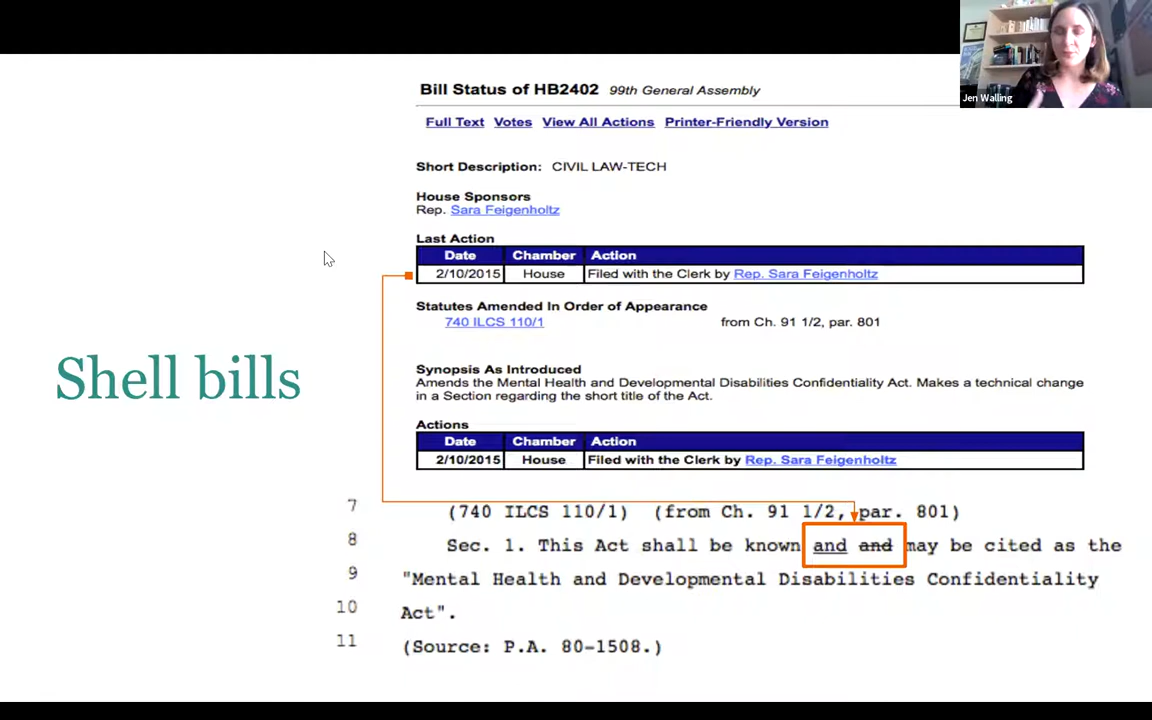 Jen Walling
Bill Status of HB2402 99th General Assembly
Full Text Votes View All Actions Printer-Friendly Version
Short Description: CIVIL LAW-TECH
House Sponsors
Rep. Sara Feigenholtz
Last Action
Date Chamber Action
2/10/2015 House Filed with the Clerk by Rep. Sara Feigenholtz
Statutes Amended In Order of Appearance
740 ILCS 110/1 from Ch. 91 1/2, par. 801
Shell bills
Synopsis As Introduced
Amends the Mental Health and Developmental Disabilities Confidentiality Act. Makes a technical change
in a Section regarding the short title of the Act.
Actions
Date Chamber Action
2/10/2015 House Filed with the Clerk by Rep. Sara Feigenholtz
7 (740 ILCS 110/1) (from Ch. 91 1/2, par. 801)
8 Sec. 1. This Act shall be known and and may be cited as the
9 "Mental Health and Developmental Disabilities Confidentiality
10 Act".
11 (Source: P.A. 80-1508.)